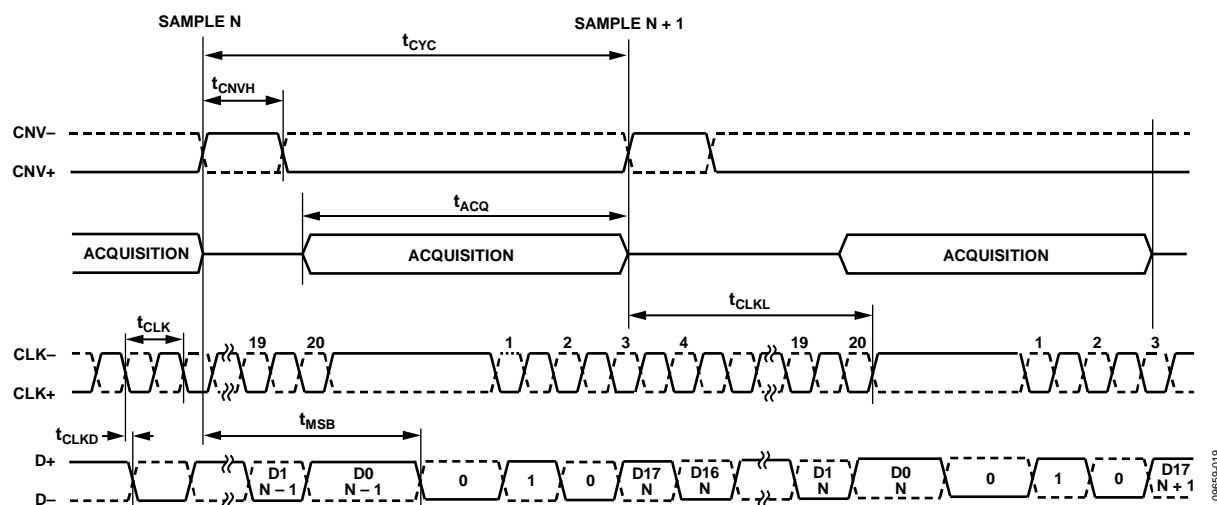 SAMPLE N
SAMPLE N + 1
tCYC
tCNVH
CNV–
CNV+
tACQ
ACQUISITION ACQUISITION ACQUISITION
tCLKL
tCLK
19 20 1 2 3 4 19 20 1 2 3
CLK–
CLK+
tMSB
tCLKD
D+
D–
D1 N – 1
D0 N – 1
0 1 0
D17 N
D16 N
D1 N
D0 N
0 1 0
D17 N + 1
09659-019